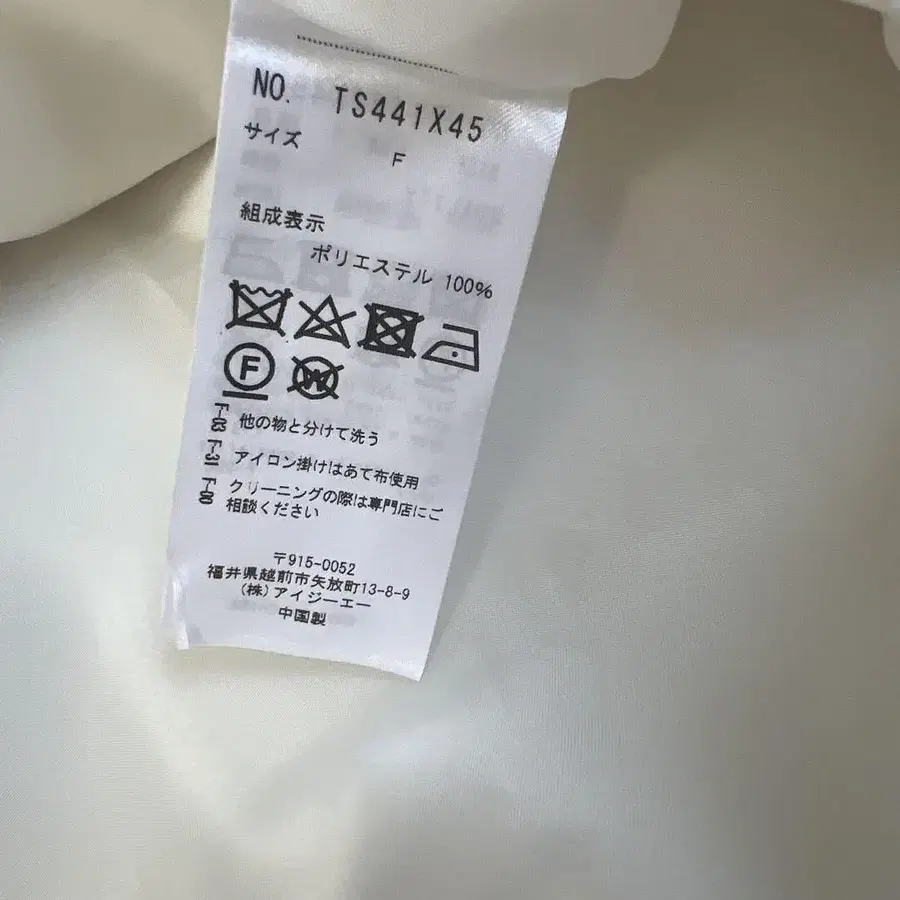 NO. TS441X45
サイズ F
組成表示
ポリエステル 100%
F W
F-03 他の物と分けて洗う
F-31 アイロン掛けはあて布使用
F-80 クリーニングの際は専門店にご
相談ください
〒915-0052
福井県越前市矢放町13-8-9
(株)アイジーエー
中国製